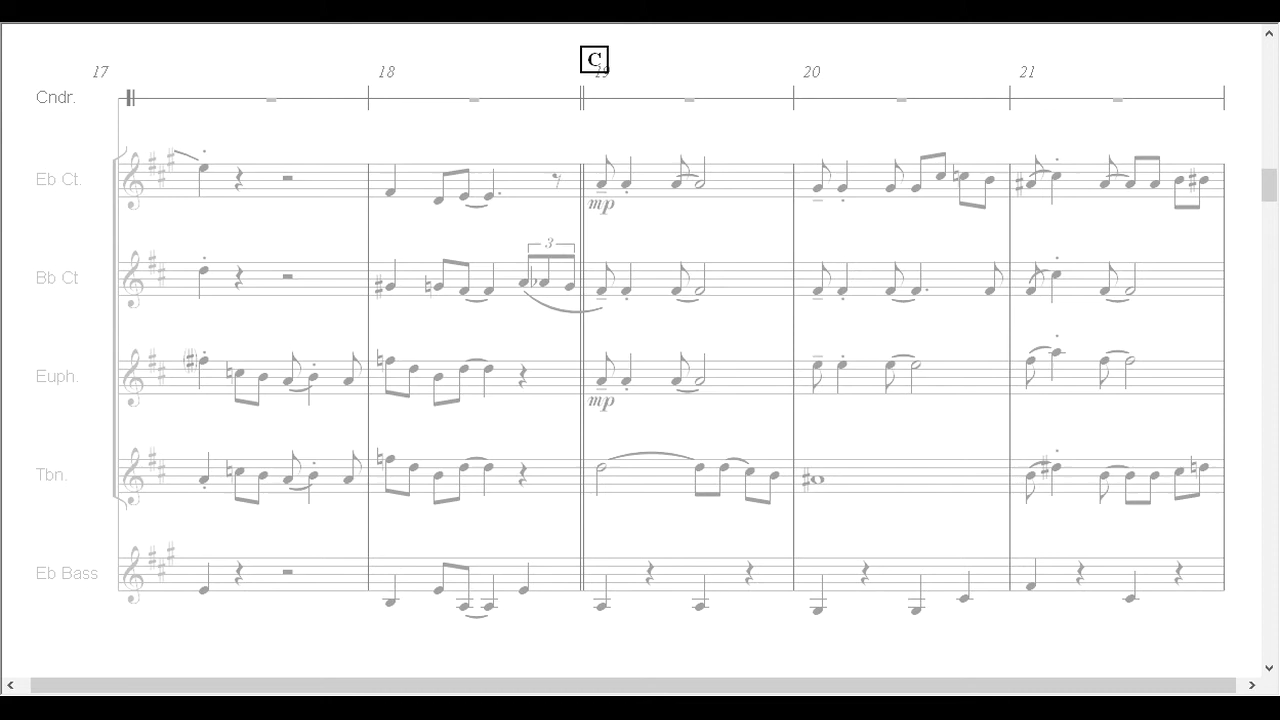 C
17 18 19 20 21
Cndr.
Eb Ct.
mp
Bb Ct
3
Euph.
mp
Tbn.
Eb Bass